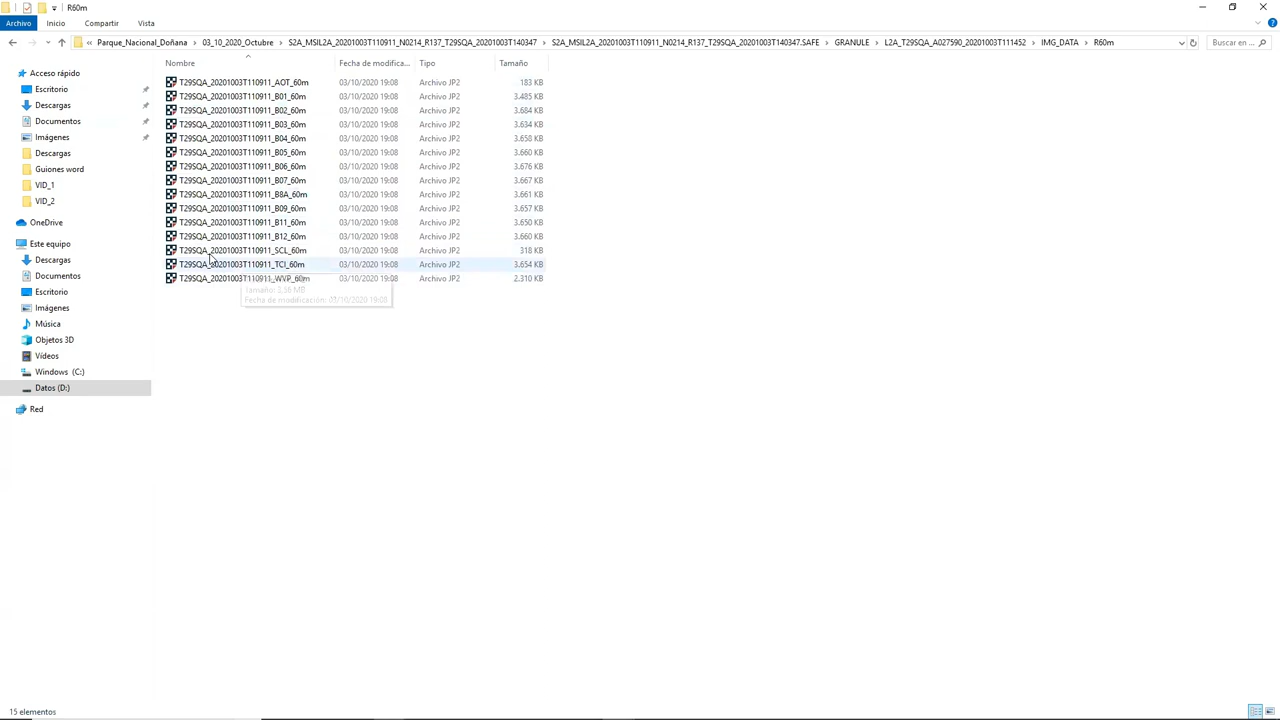 R60m
Archivo Inicio Compartir Vista
« Parque_Nacional_Doñana > 03_10_2020_Octubre > S2A_MSIL2A_20201003T110911_N0214_R137_T29SQA_20201003T140347 > S2A_MSIL2A_20201003T110911_N0214_R137_T29SQA_20201003T140347.SAFE > GRANULE > L2A_T29SQA_A027590_20201003T111452 > IMG_DATA > R60m Buscar en ...
Nombre Fecha de modifica... Tipo Tamaño
Acceso rápido
Escritorio
Descargas
Documentos
Imágenes
Descargas
Guiones word
VID_1
VID_2
OneDrive
Este equipo
Descargas
Documentos
Escritorio
Imágenes
Música
Objetos 3D
Vídeos
Windows (C:)
Datos (D:)
Red
T29SQA_20201003T110911_AOT_60m 03/10/2020 19:08 Archivo JP2 183 KB
T29SQA_20201003T110911_B01_60m 03/10/2020 19:08 Archivo JP2 3.485 KB
T29SQA_20201003T110911_B02_60m 03/10/2020 19:08 Archivo JP2 3.684 KB
T29SQA_20201003T110911_B03_60m 03/10/2020 19:08 Archivo JP2 3.634 KB
T29SQA_20201003T110911_B04_60m 03/10/2020 19:08 Archivo JP2 3.658 KB
T29SQA_20201003T110911_B05_60m 03/10/2020 19:08 Archivo JP2 3.660 KB
T29SQA_20201003T110911_B06_60m 03/10/2020 19:08 Archivo JP2 3.676 KB
T29SQA_20201003T110911_B07_60m 03/10/2020 19:08 Archivo JP2 3.667 KB
T29SQA_20201003T110911_B8A_60m 03/10/2020 19:08 Archivo JP2 3.661 KB
T29SQA_20201003T110911_B09_60m 03/10/2020 19:08 Archivo JP2 3.657 KB
T29SQA_20201003T110911_B11_60m 03/10/2020 19:08 Archivo JP2 3.650 KB
T29SQA_20201003T110911_B12_60m 03/10/2020 19:08 Archivo JP2 3.660 KB
T29SQA_20201003T110911_SCL_60m 03/10/2020 19:08 Archivo JP2 318 KB
T29SQA_20201003T110911_TCI_60m 03/10/2020 19:08 Archivo JP2 3.654 KB
T29SQA_20201003T110911_WVP_60m 03/10/2020 19:08 Archivo JP2 2.310 KB
Fecha de modificación: 03/10/2020 19:08
15 elementos